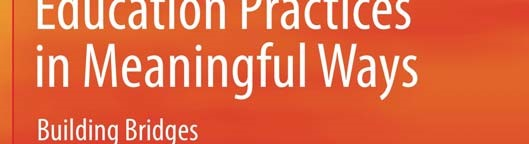 Education Practices
in Meaningful Ways
Building Bridges